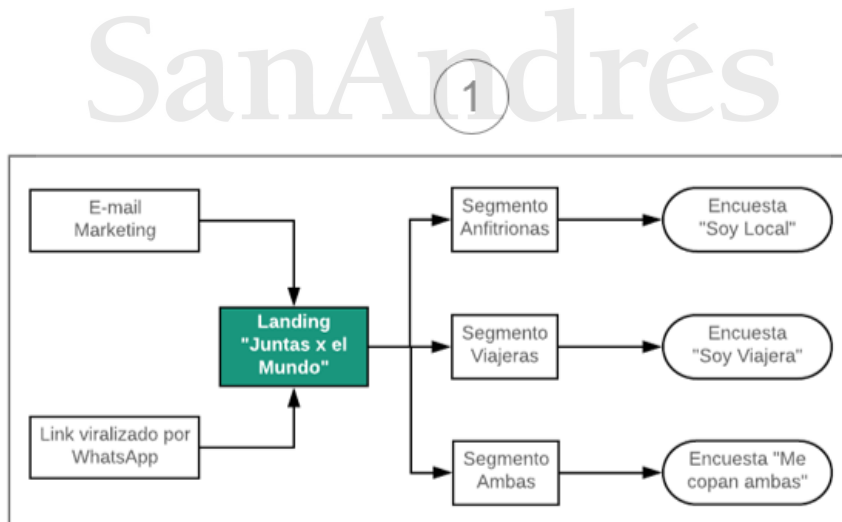 SanAndrés
1
E-mail
Marketing
Link viralizado por
WhatsApp
Landing
"Juntas x el
Mundo"
Segmento
Anfitrionas
Encuesta
"Soy Local"
Segmento
Viajeras
Encuesta
"Soy Viajera"
Segmento
Ambas
Encuesta "Me
copan ambas"